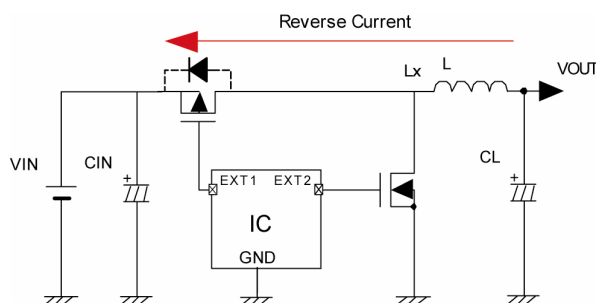 Reverse Current
Lx
L
VOUT
VIN
CIN
+
EXT1
EXT2
CL
+
IC
GND